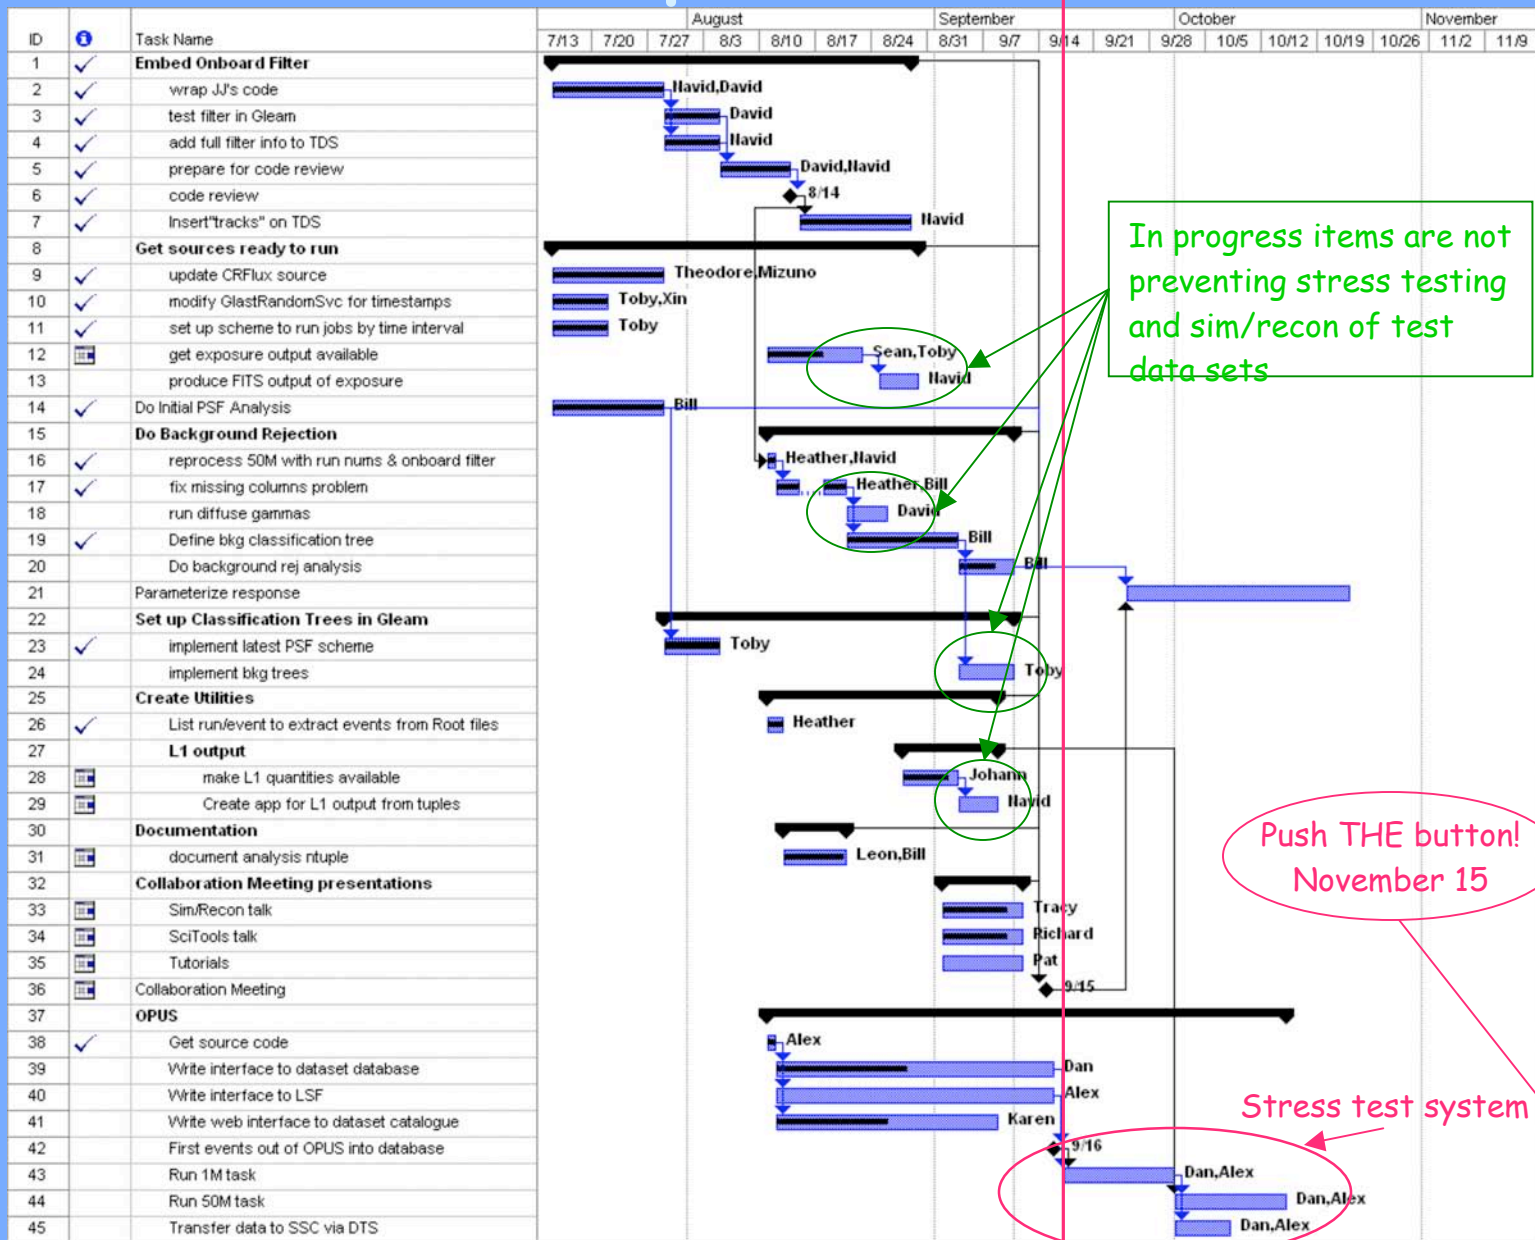 August September October November
ID Task Name 7/13 7/20 7/27 8/3 8/10 8/17 8/24 8/31 9/7 9/14 9/21 9/28 10/5 10/12 10/19 10/26 11/2 11/9
1 Embed Onboard Filter
2 wrap JJ's code Navid,David
3 test filter in Gleam David
4 add full filter info to TDS Navid
5 prepare for code review David,Navid
6 code review 8/14
7 Insert"tracks" on TDS Navid
8 Get sources ready to run
9 update CRFlux source Theodore,Mizuno
10 modify GlastRandomSvc for timestamps Toby,Xin
11 set up scheme to run jobs by time interval Toby
12 get exposure output available Sean,Toby
13 produce FITS output of exposure Navid
14 Do Initial PSF Analysis Bill
15 Do Background Rejection
16 reprocess 50M with run nums & onboard filter Heather,Navid
17 fix missing columns problem Heather,Bill
18 run diffuse gammas David
19 Define bkg classification tree Bill
20 Do background rej analysis Bill
21 Parameterize response
22 Set up Classification Trees in Gleam
23 implement latest PSF scheme Toby
24 implement bkg trees Toby
25 Create Utilities
26 List run/event to extract events from Root files Heather
27 L1 output
28 make L1 quantities available Johann
29 Create app for L1 output from tuples Navid
30 Documentation
31 document analysis ntuple Leon,Bill
32 Collaboration Meeting presentations
33 Sim/Recon talk Tracy
34 SciTools talk Richard
35 Tutorials Pat
36 Collaboration Meeting 9/15
37 OPUS
38 Get source code Alex
39 Write interface to dataset database Dan
40 Write interface to LSF Alex
41 Write web interface to dataset catalogue Karen
42 First events out of OPUS into database 9/16
43 Run 1M task Dan,Alex
44 Run 50M task Dan,Alex
45 Transfer data to SSC via DTS Dan,Alex
In progress items are not
preventing stress testing
and sim/recon of test
data sets
Push THE button!
November 15
Stress test system